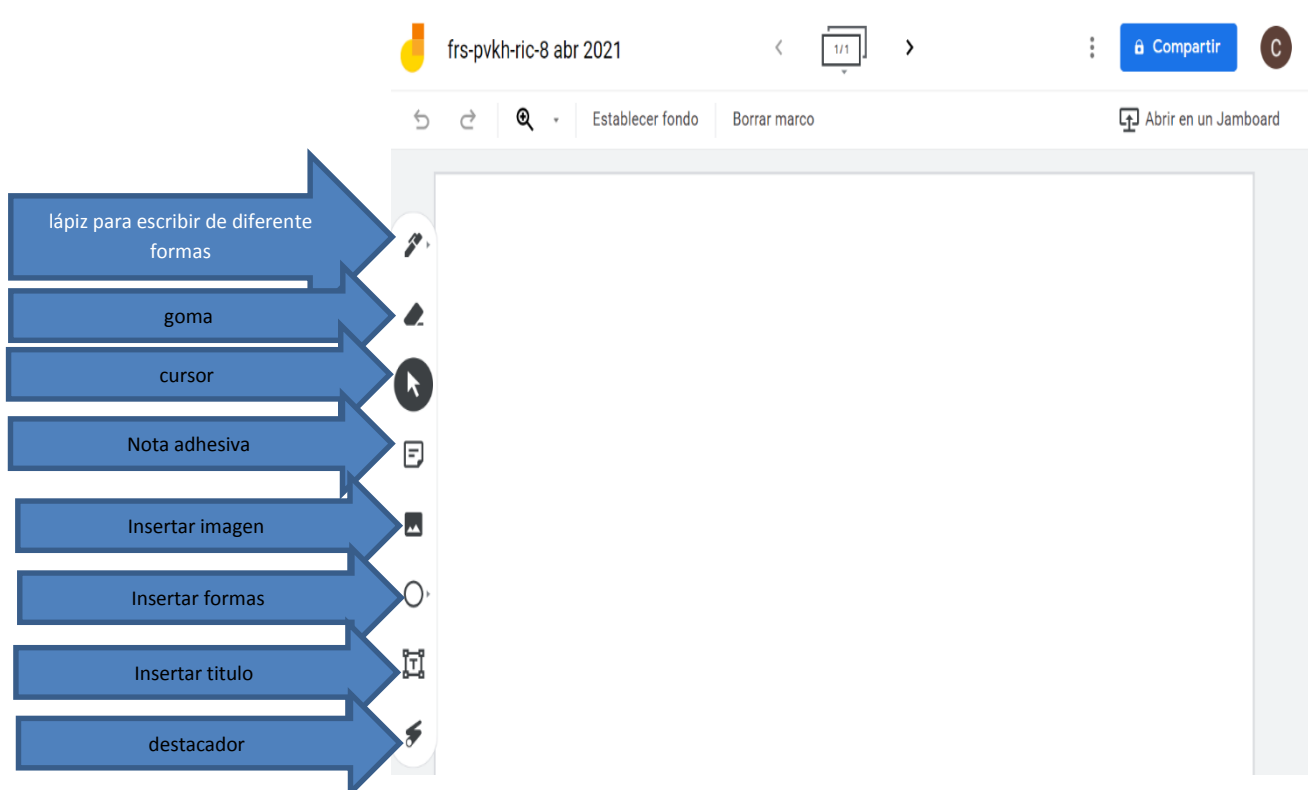 frs-pvkh-ric-8 abr 2021
1/1
Compartir
C
Establecer fondo
Borrar marco
Abrir en un Jamboard
lápiz para escribir de diferente
formas
goma
cursor
Nota adhesiva
Insertar imagen
Insertar formas
Insertar titulo
T
destacador